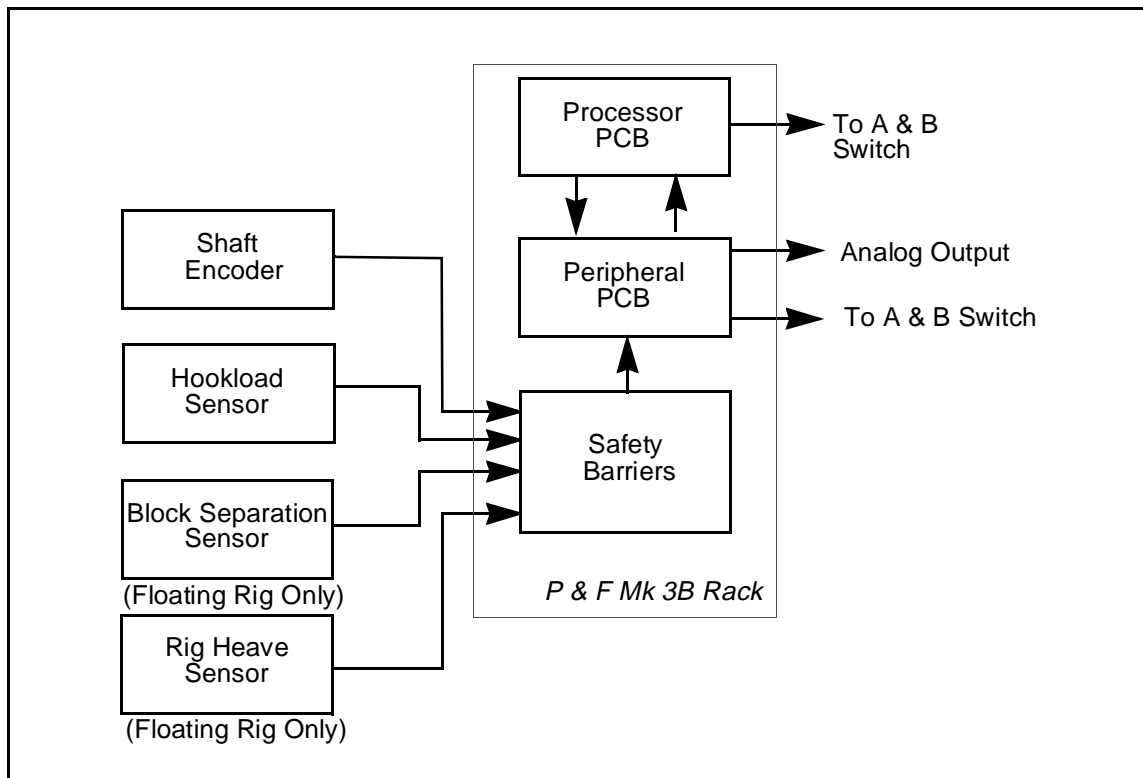 Processor
PCB
To A & B
Switch
Shaft
Encoder
Peripheral
PCB
Analog Output
To A & B Switch
Hookload
Sensor
Safety
Barriers
Block Separation
Sensor
(Floating Rig Only)
P & F Mk 3B Rack
Rig Heave
Sensor
(Floating Rig Only)